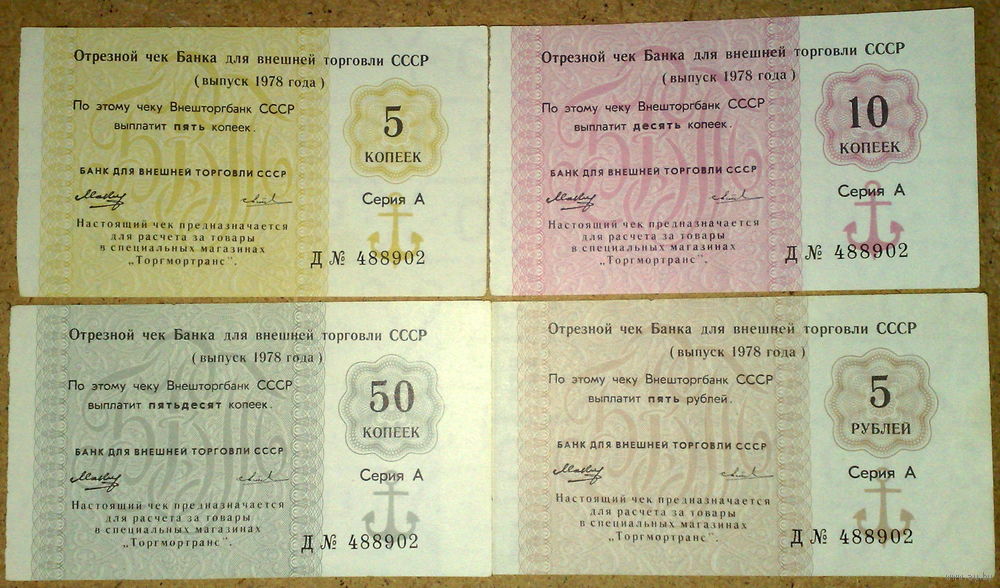 Отрезной чек Банка для внешней торговли СССР
(выпуск 1978 года)
По этому чеку Внешторгбанк СССР
выплатит пять копеек.
5
КОПЕЕК
БАНК ДЛЯ ВНЕШНЕЙ ТОРГОВЛИ СССР
Серия А
Настоящий чек предназначается
для расчета за товары
в специальных магазинах
„Торгмортранс".
Д № 488902
Отрезной чек Банка для внешней торговли СССР
(выпуск 1978 года)
По этому чеку Внешторгбанк СССР
выплатит десять копеек.
10
КОПЕЕК
БАНК ДЛЯ ВНЕШНЕЙ ТОРГОВЛИ СССР
Серия А
Настоящий чек предназначается
для расчета за товары
в специальных магазинах
„Торгмортранс".
Д № 488902
Отрезной чек Банка для внешней торговли СССР
(выпуск 1978 года)
По этому чеку Внешторгбанк СССР
выплатит пятьдесят копеек.
50
КОПЕЕК
БАНК ДЛЯ ВНЕШНЕЙ ТОРГОВЛИ СССР
Серия А
Настоящий чек предназначается
для расчета за товары
в специальных магазинах
„Торгмортранс".
Д № 488902
Отрезной чек Банка для внешней торговли СССР
(выпуск 1978 года)
По этому чеку Внешторгбанк СССР
выплатит пять рублей.
5
РУБЛЕЙ
БАНК ДЛЯ ВНЕШНЕЙ ТОРГОВЛИ СССР
Серия А
Настоящий чек предназначается
для расчета за товары
в специальных магазинах
„Торгмортранс".
Д № 488902